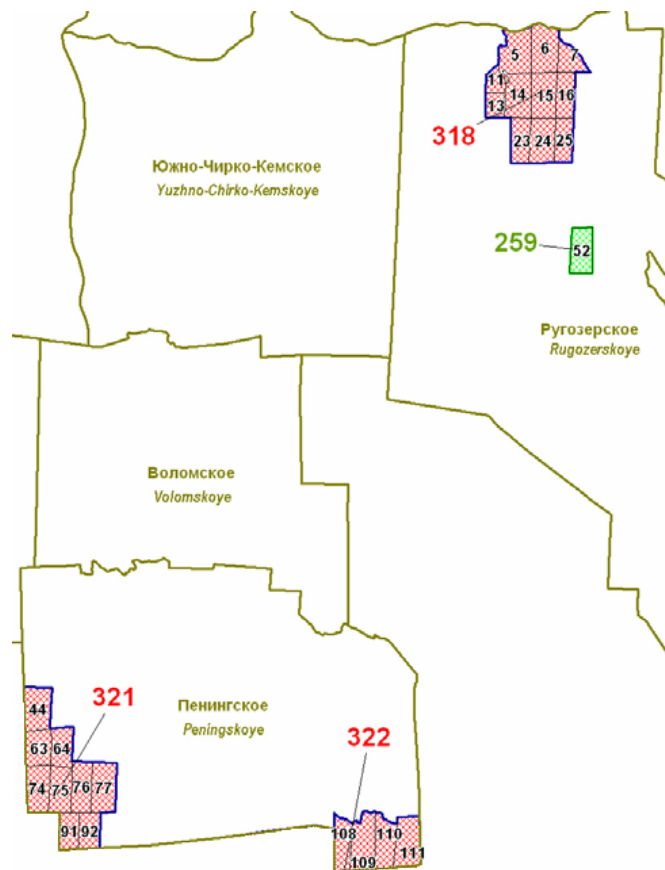 5 6 7
11 14 15 16
13
318
23 24 25
Южно-Чирко-Кемское
Yuzhno-Chirko-Kemskoye
259 52
Ругозерское
Rugozerskoye
Воломское
Volomskoye
321
44
Пенингское
Peningskoye
322
63 64
74 75 76 77
91 92
108 110
109 111